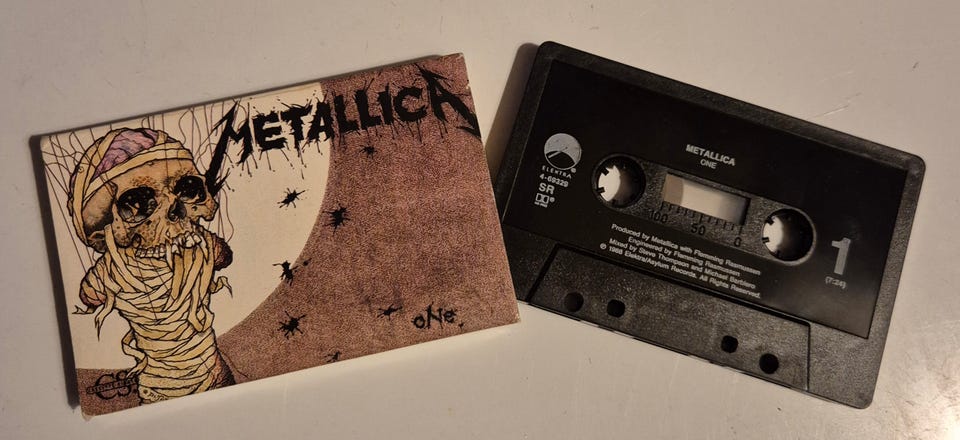 METALLICA
oNe.
ELEKTRA
4-69329
SR
METALLICA
ONE
100 50 0
Produced by Metallica with Flemming Rasmussen
Engineered by Flemming Rasmussen
Mixed by Steve Thompson and Michael Barbiero
℗ 1988 Elektra/Asylum Records. All Rights Reserved.
1
(7:24)